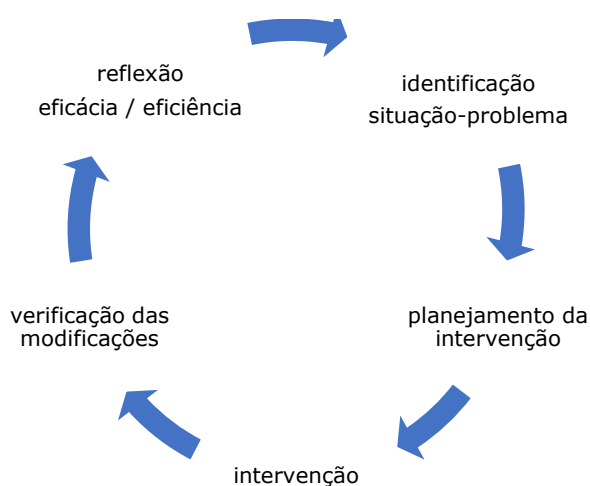 reflexão
eficácia / eficiência
identificação
situação-problema
planejamento da
intervenção
intervenção
verificação das
modificações